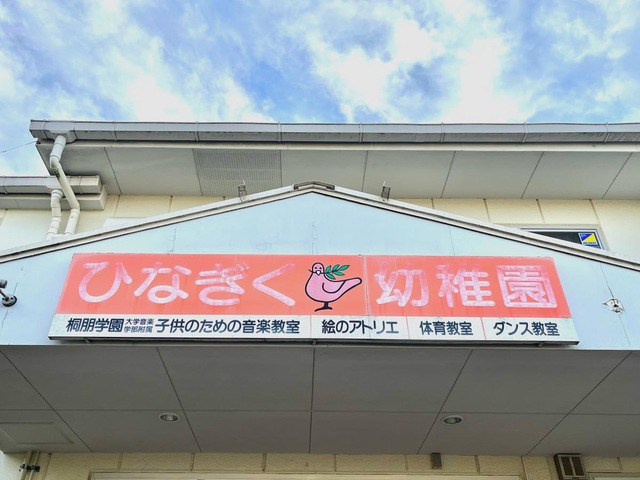 ひなぎく 幼稚園
桐朋学園 大学音楽学部附属 子供のための音楽教室 絵のアトリエ 体育教室 ダンス教室